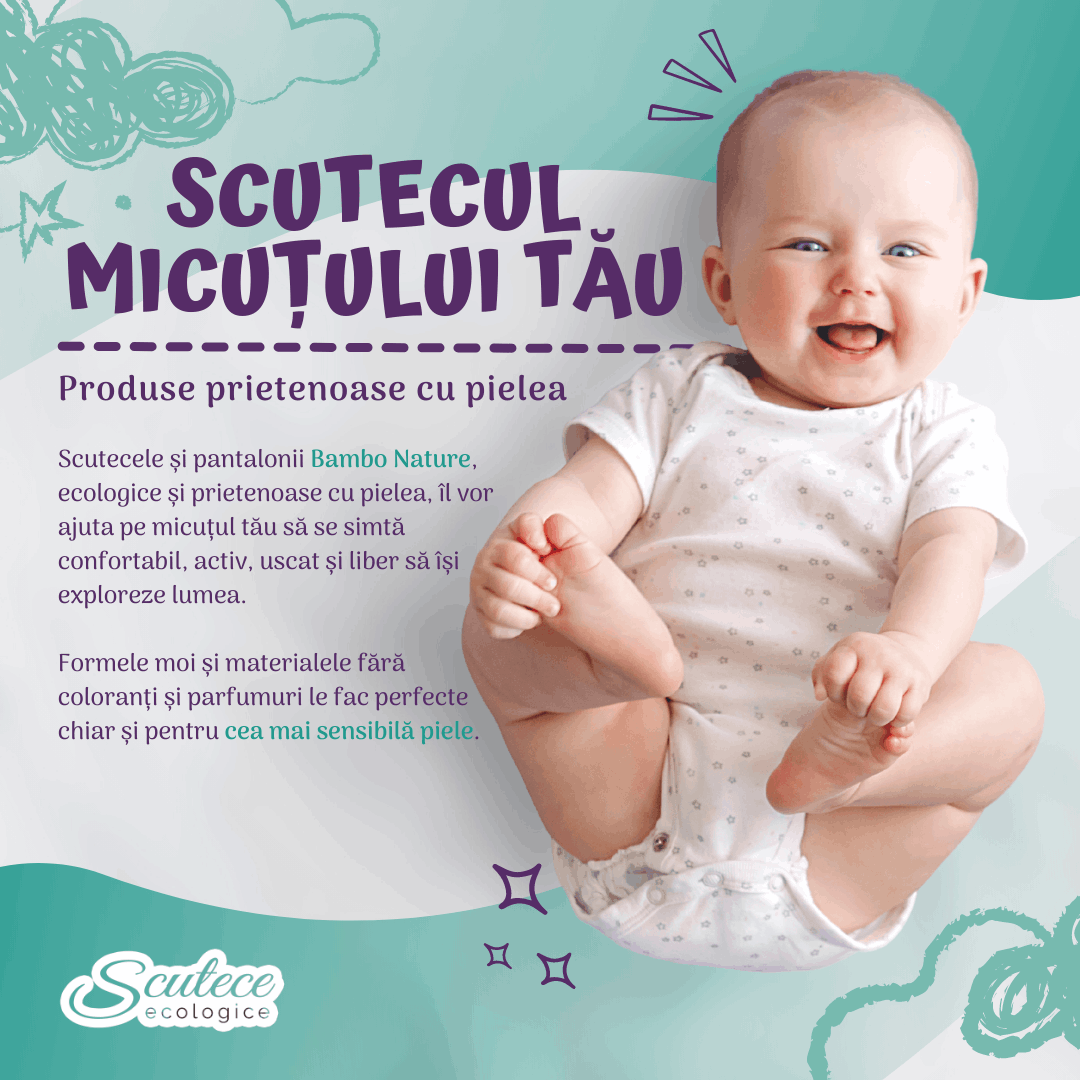 SCUTECUL
MICUȚULUI TĂU
Produse prietenoase cu pielea
Scutecele și pantalonii Bambo Nature,
ecologice și prietenoase cu pielea, îl vor
ajuta pe micuțul tău să se simtă
confortabil, activ, uscat și liber să își
exploreze lumea.
Formele moi și materialele fără
coloranți și parfumuri le fac perfecte
chiar și pentru cea mai sensibilă piele.
Scutece
ecologice